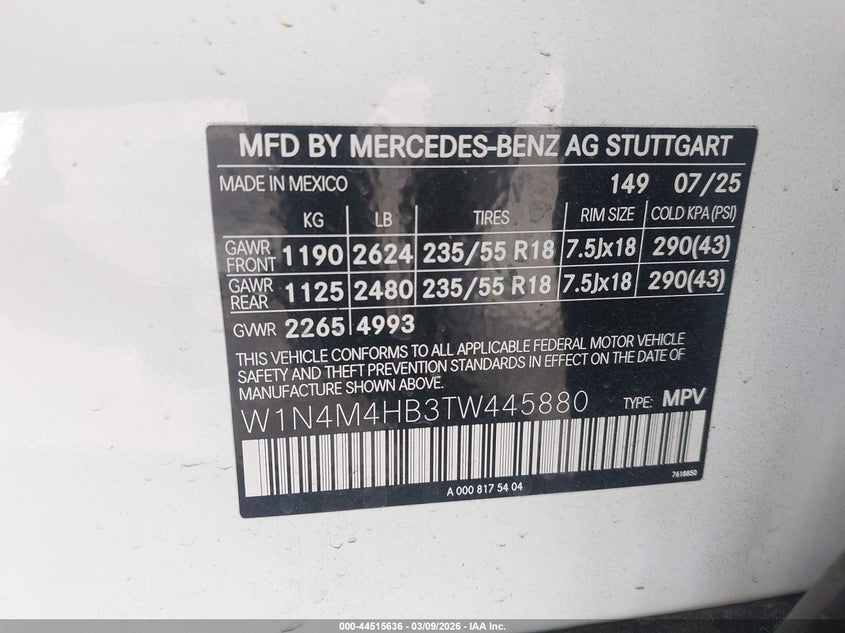 MFD BY MERCEDES-BENZ AG STUTTGART
MADE IN MEXICO 149 07/25
KG LB TIRES RIM SIZE COLD KPA (PSI)
GAWR FRONT 1190 2624 235/55 R18 7.5Jx18 290(43)
GAWR REAR 1125 2480 235/55 R18 7.5Jx18 290(43)
GVWR 2265 4993
THIS VEHICLE CONFORMS TO ALL APPLICABLE FEDERAL MOTOR VEHICLE
SAFETY AND THEFT PREVENTION STANDARDS IN EFFECT ON THE DATE OF
MANUFACTURE SHOWN ABOVE.
W1N4M4HB3TW445880 TYPE: MPV
A 000 817 54 04 7618850
000-44515636 - 03/09/2026 - IAA Inc.